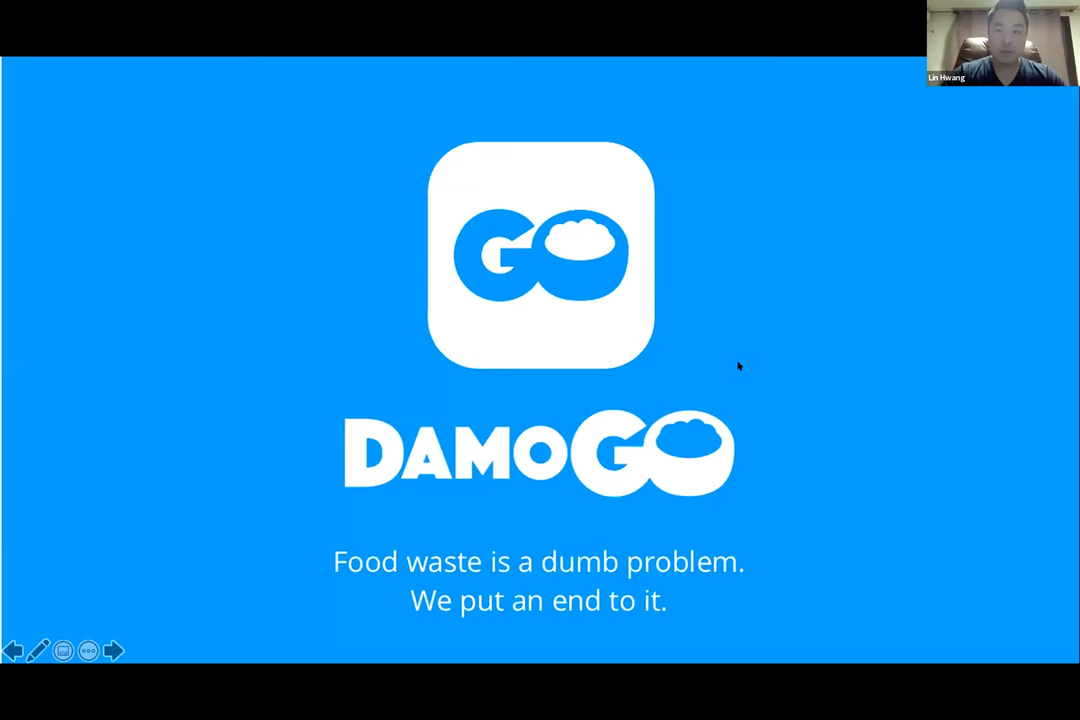 Lin Hwang
GO
DAMOGO
Food waste is a dumb problem.
We put an end to it.